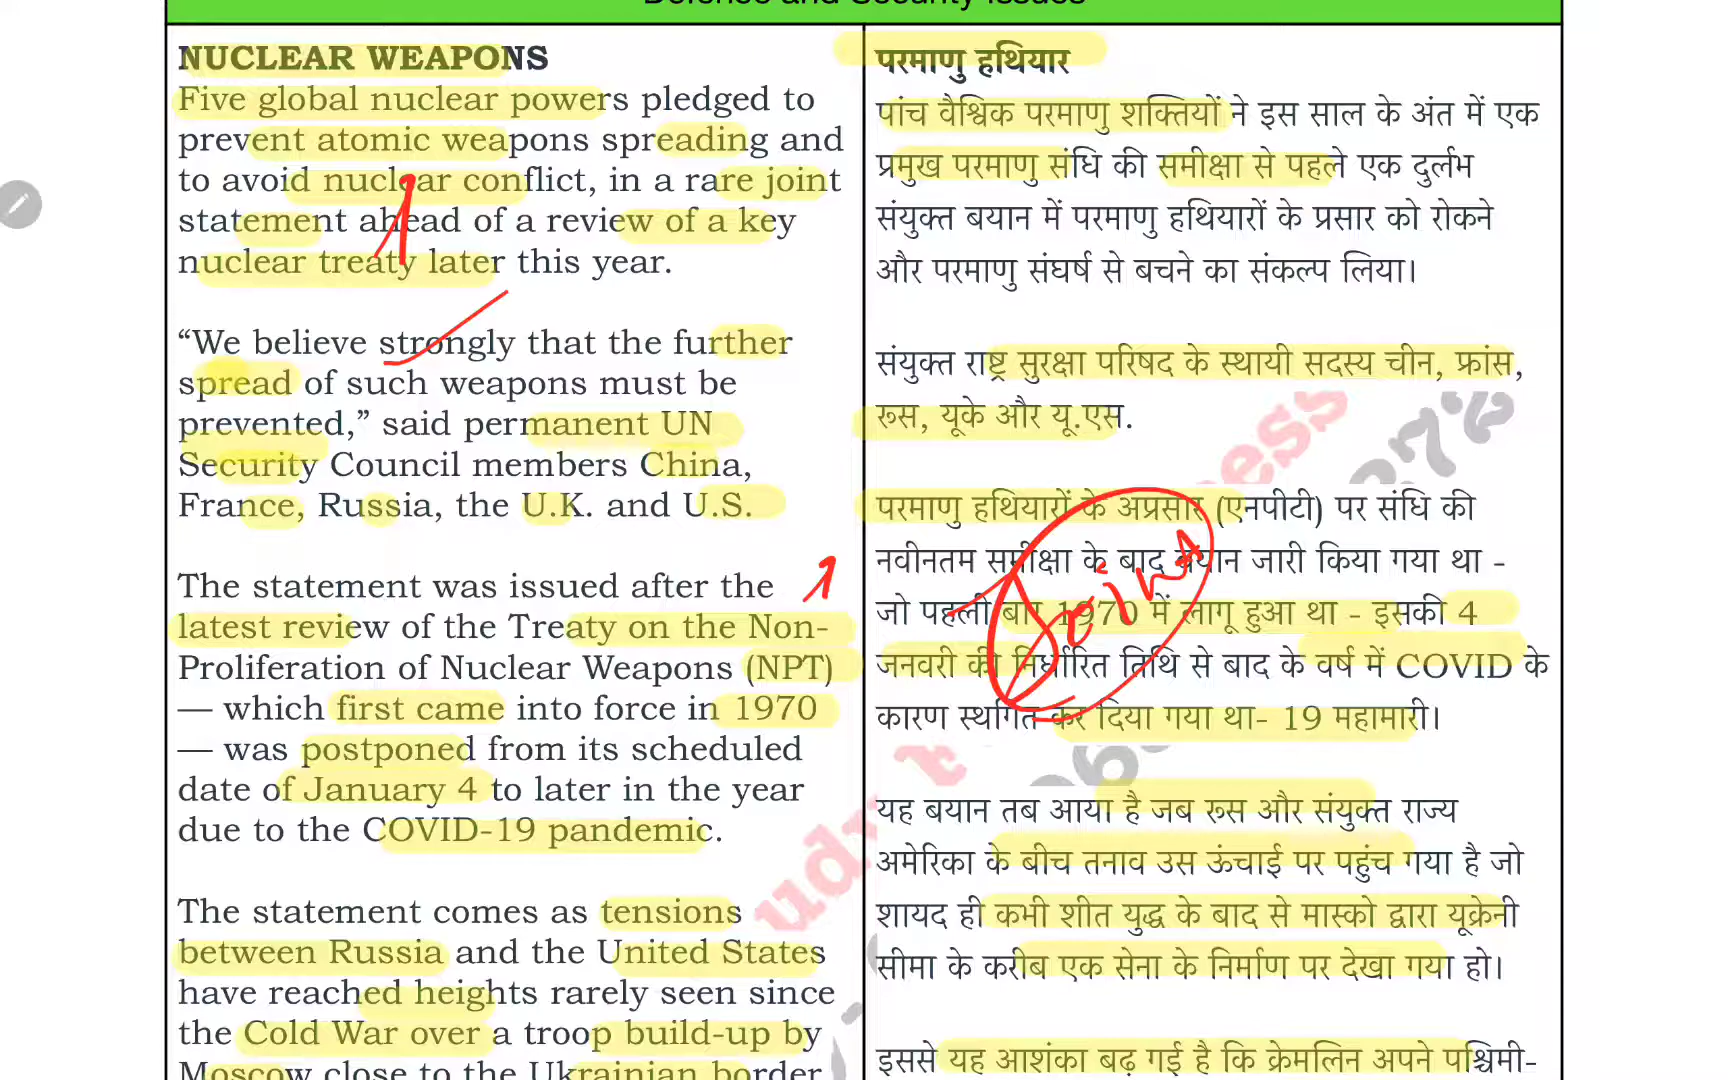 Defence and Security Issues
NUCLEAR WEAPONS
Five global nuclear powers pledged to
prevent atomic weapons spreading and
to avoid nuclear conflict, in a rare joint
statement ahead of a review of a key
nuclear treaty later this year.
“We believe strongly that the further
spread of such weapons must be
prevented,” said permanent UN
Security Council members China,
France, Russia, the U.K. and U.S.
The statement was issued after the
latest review of the Treaty on the Non-
Proliferation of Nuclear Weapons (NPT)
— which first came into force in 1970
— was postponed from its scheduled
date of January 4 to later in the year
due to the COVID-19 pandemic.
The statement comes as tensions
between Russia and the United States
have reached heights rarely seen since
the Cold War over a troop build-up by
Moscow close to the Ukrainian border
परमाणु हथियार
पांच वैश्विक परमाणु शक्तियों ने इस साल के अंत में एक
प्रमुख परमाणु संधि की समीक्षा से पहले एक दुर्लभ
संयुक्त बयान में परमाणु हथियारों के प्रसार को रोकने
और परमाणु संघर्ष से बचने का संकल्प लिया।
संयुक्त राष्ट्र सुरक्षा परिषद के स्थायी सदस्य चीन, फ्रांस,
रूस, यूके और यू.एस.
परमाणु हथियारों के अप्रसार (एनपीटी) पर संधि की
नवीनतम समीक्षा के बाद बयान जारी किया गया था -
जो पहली बार 1970 में लागू हुआ था - इसकी 4
जनवरी की निर्धारित तिथि से बाद के वर्ष में COVID के
कारण स्थगित कर दिया गया था- 19 महामारी।
यह बयान तब आया है जब रूस और संयुक्त राज्य
अमेरिका के बीच तनाव उस ऊंचाई पर पहुंच गया है जो
शायद ही कभी शीत युद्ध के बाद से मास्को द्वारा यूक्रेनी
सीमा के करीब एक सेना के निर्माण पर देखा गया हो।
इससे यह आशंका बढ़ गई है कि क्रेमलिन अपने पश्चिमी-